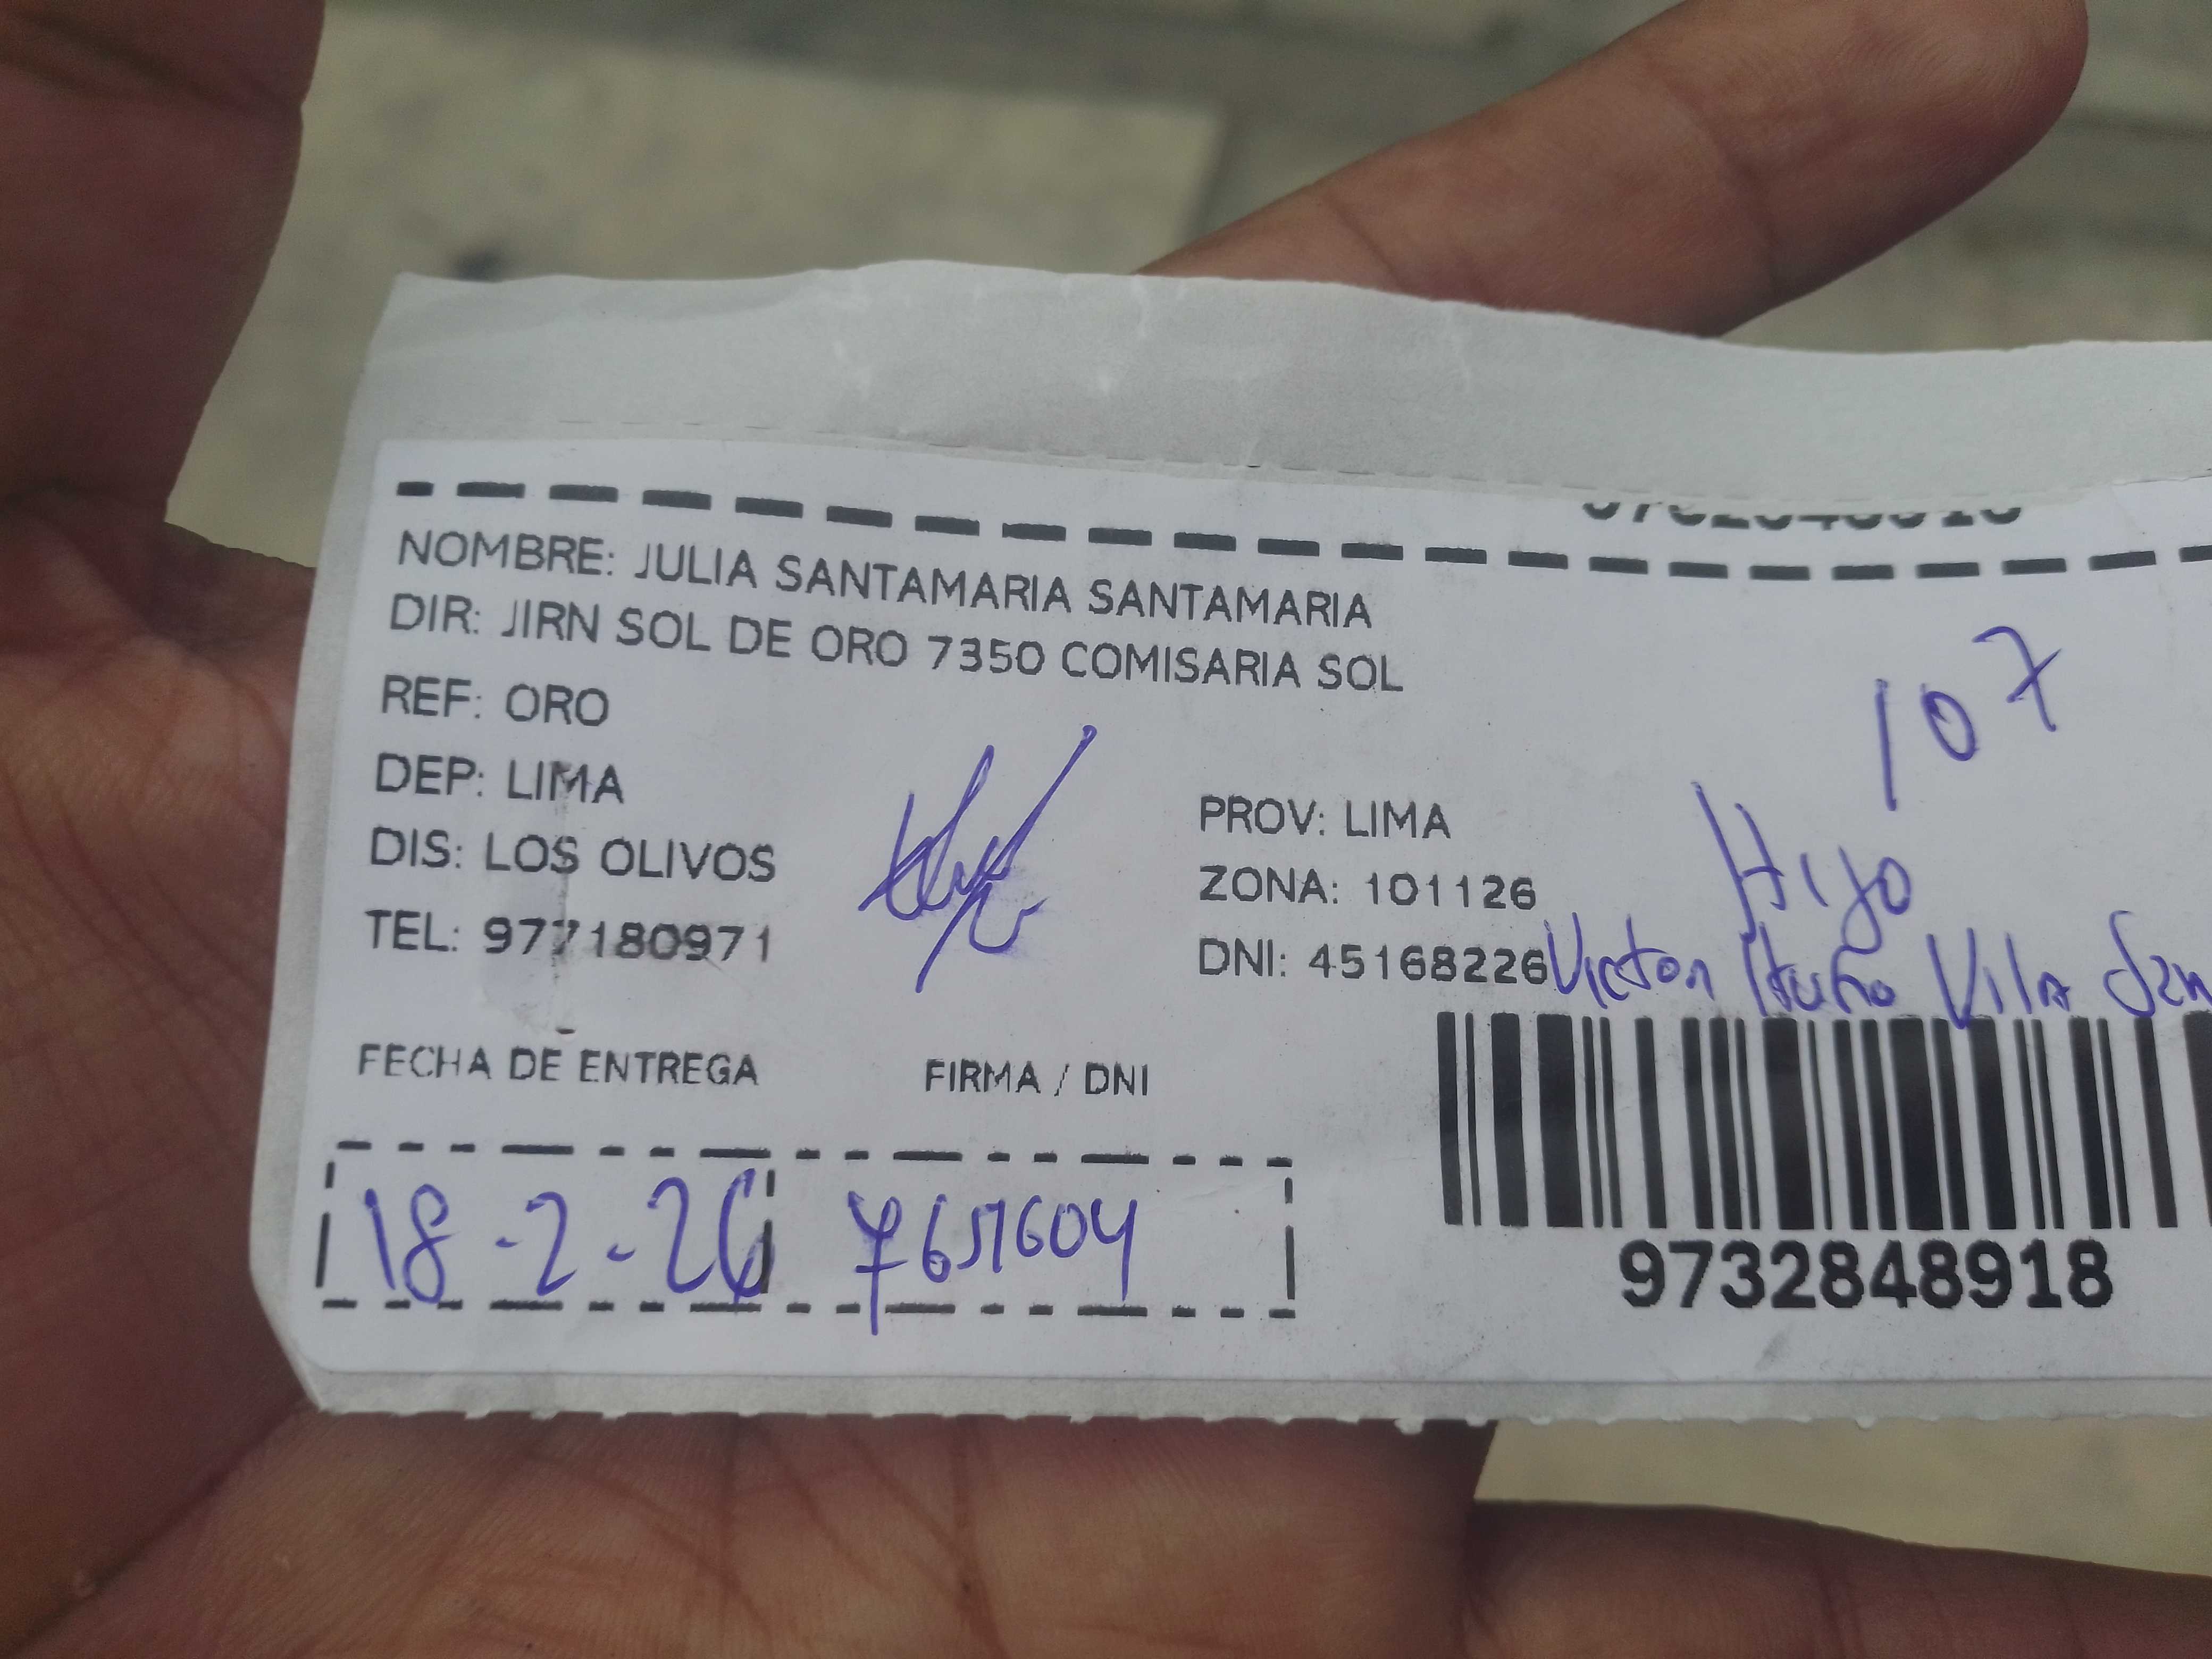 NOMBRE: JULIA SANTAMARIA SANTAMARIA
DIR: JIRN SOL DE ORO 7350 COMISARIA SOL
REF: ORO
107
DEP: LIMA
PROV: LIMA
Hijo
DIS: LOS OLIVOS
ZONA: 101126
TEL: 977180971
DNI: 45168226
Victor Hugo Vila
FECHA DE ENTREGA
FIRMA / DNI
18-2-26
9732848918